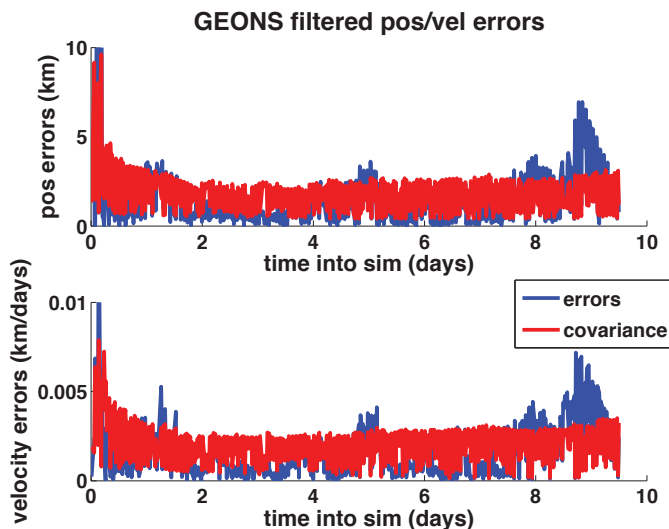 GEONS filtered pos/vel errors
pos errors (km)
10
5
0
0 2 4 6 8 10
time into sim (days)
velocity errors (km/days)
0.01
0.005
0
errors
covariance
0 2 4 6 8 10
time into sim (days)